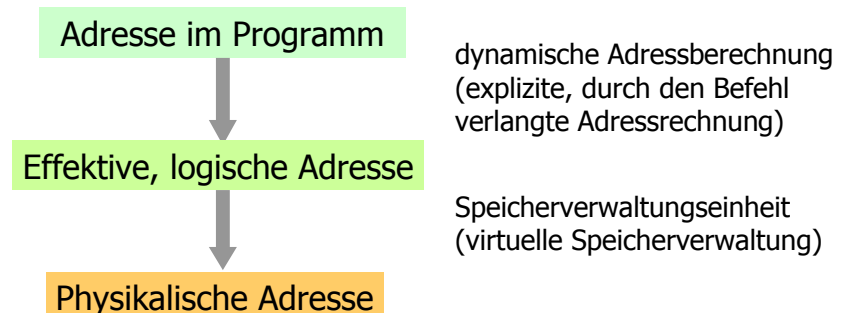 Adresse im Programm
dynamische Adressberechnung
(explizite, durch den Befehl
verlangte Adressrechnung)
Effektive, logische Adresse
Speicherverwaltungseinheit
(virtuelle Speicherverwaltung)
Physikalische Adresse